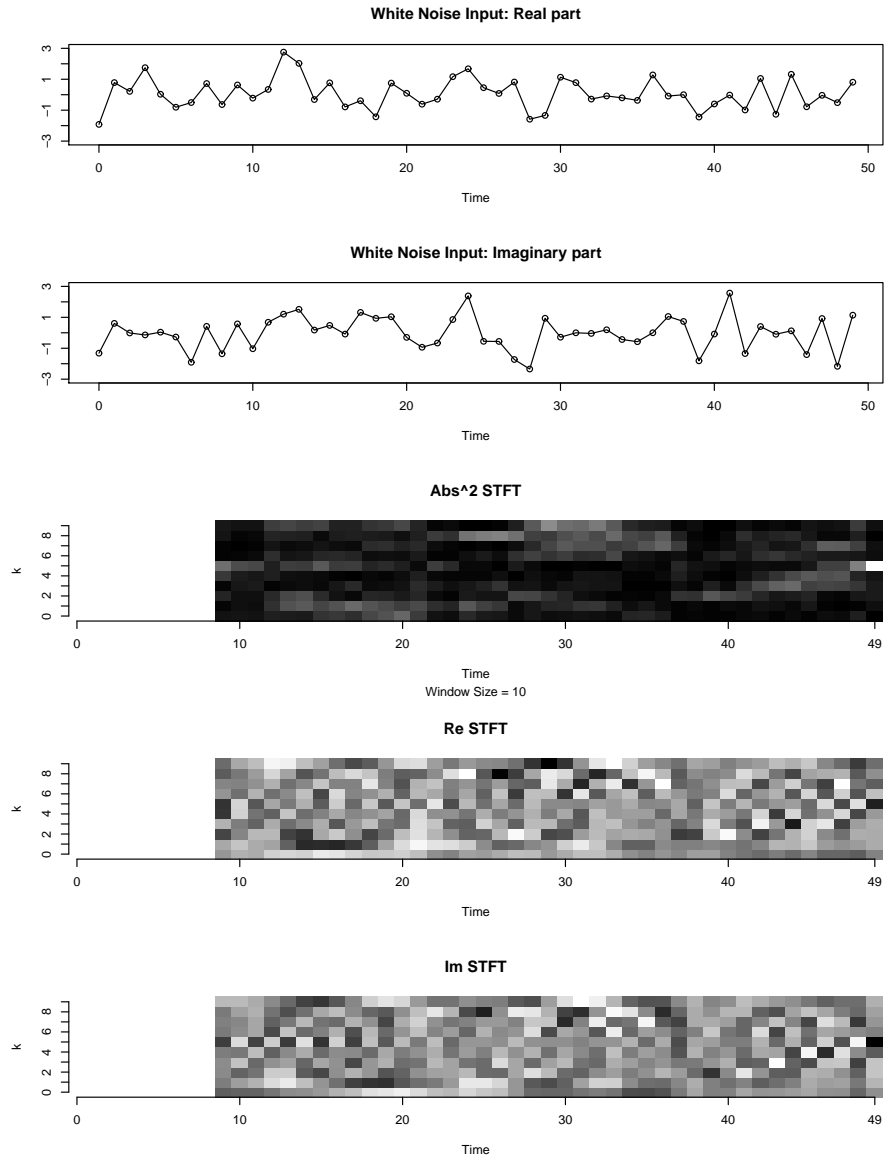 White Noise Input: Real part
3
1
−1
−3
0 10 20 30 40 50
Time
White Noise Input: Imaginary part
3
1
−1
−3
0 10 20 30 40 50
Time
Abs^2 STFT
k
8
6
4
2
0
0 10 20 30 40 49
Time
Window Size = 10
Re STFT
k
8
6
4
2
0
0 10 20 30 40 49
Time
Im STFT
k
8
6
4
2
0
0 10 20 30 40 49
Time